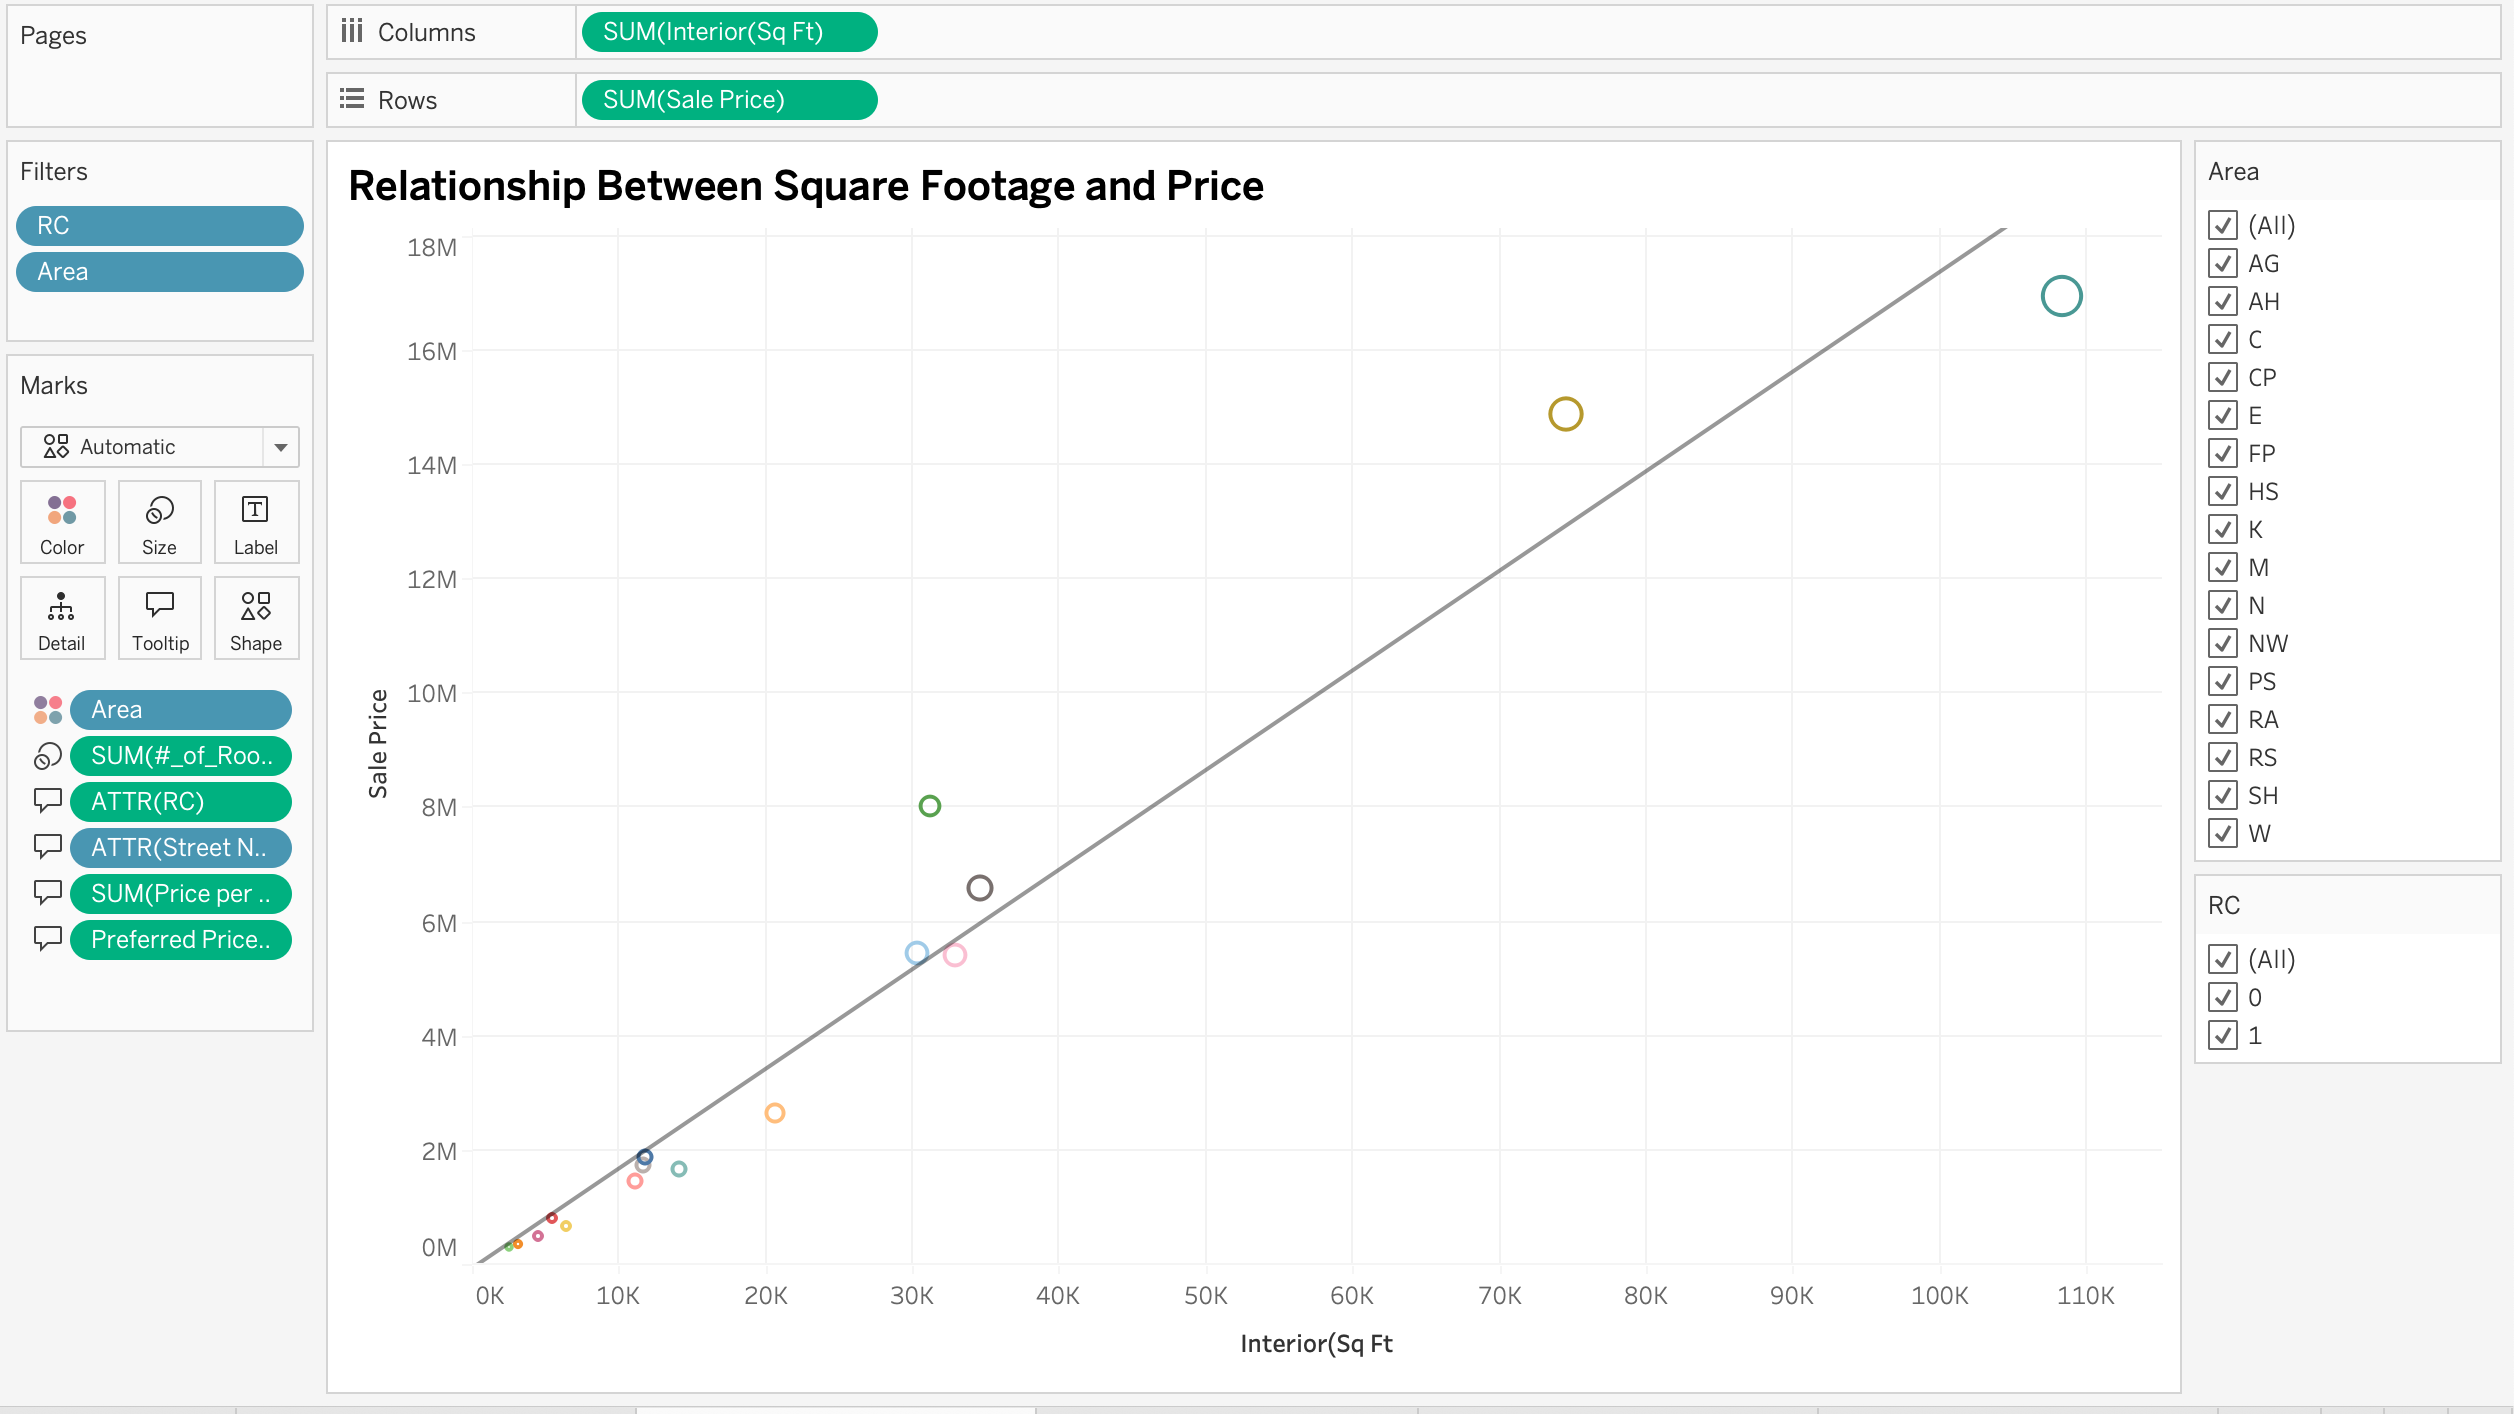 Pages
Columns
SUM(Interior(Sq Ft)
Rows
SUM(Sale Price)
Filters
RC
Area
Marks
Automatic
Color
Size
Label
Detail
Tooltip
Shape
Area
SUM(#_of_Roo..
ATTR(RC)
ATTR(Street N..
SUM(Price per ..
Preferred Price..
Relationship Between Square Footage and Price
18M
16M
14M
12M
10M
8M
6M
4M
2M
0M
Sale Price
0K
10K
20K
30K
40K
50K
60K
70K
80K
90K
100K
110K
Interior(Sq Ft
Area
(All)
AG
AH
C
CP
E
FP
HS
K
M
N
NW
PS
RA
RS
SH
W
RC
(All)
0
1